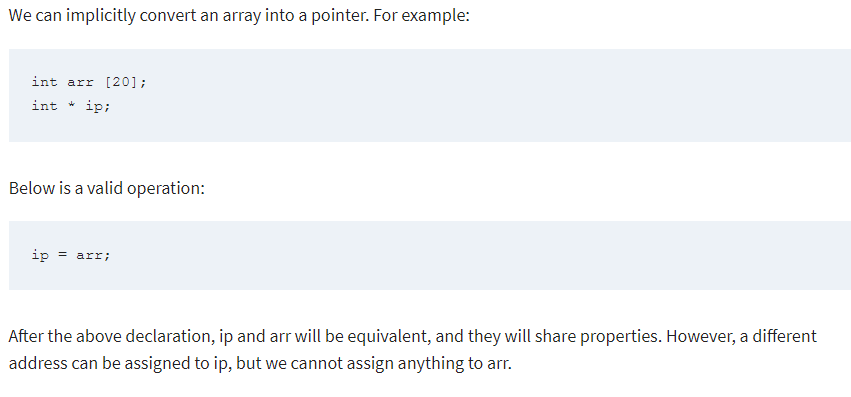 We can implicitly convert an array into a pointer. For example:
int arr [20];
int * ip;
Below is a valid operation:
ip = arr;
After the above declaration, ip and arr will be equivalent, and they will share properties. However, a different
address can be assigned to ip, but we cannot assign anything to arr.